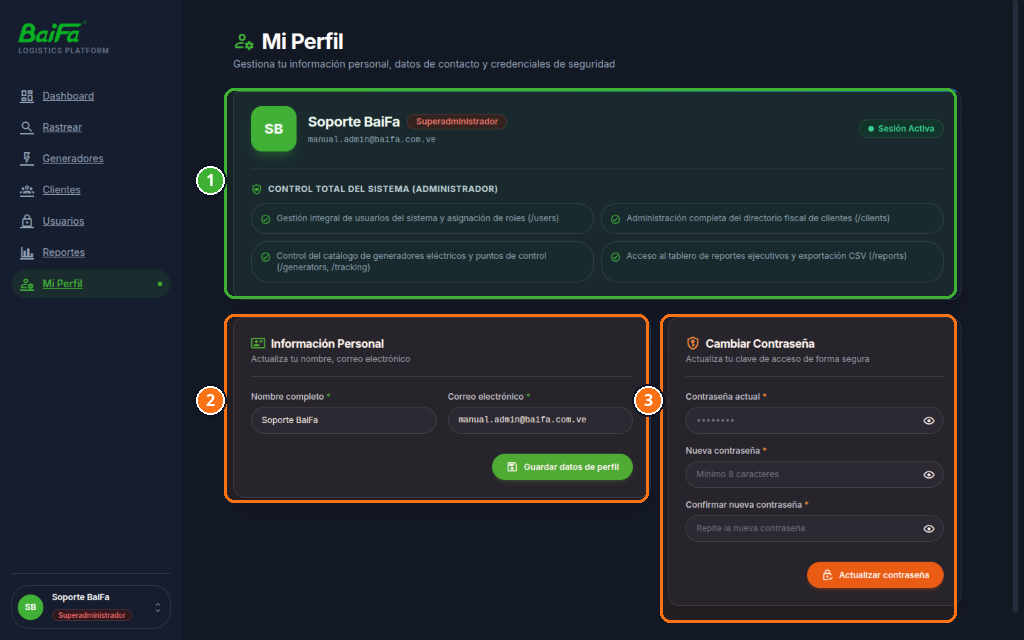 BaiFa
LOGISTICS PLATFORM
Dashboard
Rastrear
Generadores
Clientes
Usuarios
Reportes
Mi Perfil
SB
Soporte BaiFa
Superadministrador
Mi Perfil
Gestiona tu información personal, datos de contacto y credenciales de seguridad
1
SB
Soporte BaiFa Superadministrador
manual.admin@baifa.com.ve
Sesión Activa
CONTROL TOTAL DEL SISTEMA (ADMINISTRADOR)
Gestión integral de usuarios del sistema y asignación de roles (/users)
Administración completa del directorio fiscal de clientes (/clients)
Control del catálogo de generadores eléctricos y puntos de control
(/generators, /tracking)
Acceso al tablero de reportes ejecutivos y exportación CSV (/reports)
2
Información Personal
Actualiza tu nombre, correo electrónico
Nombre completo *
Soporte BaiFa
Correo electrónico *
manual.admin@baifa.com.ve
Guardar datos de perfil
3
Cambiar Contraseña
Actualiza tu clave de acceso de forma segura
Contraseña actual *
••••••••
Nueva contraseña *
Mínimo 8 caracteres
Confirmar nueva contraseña *
Repite la nueva contraseña
Actualizar contraseña